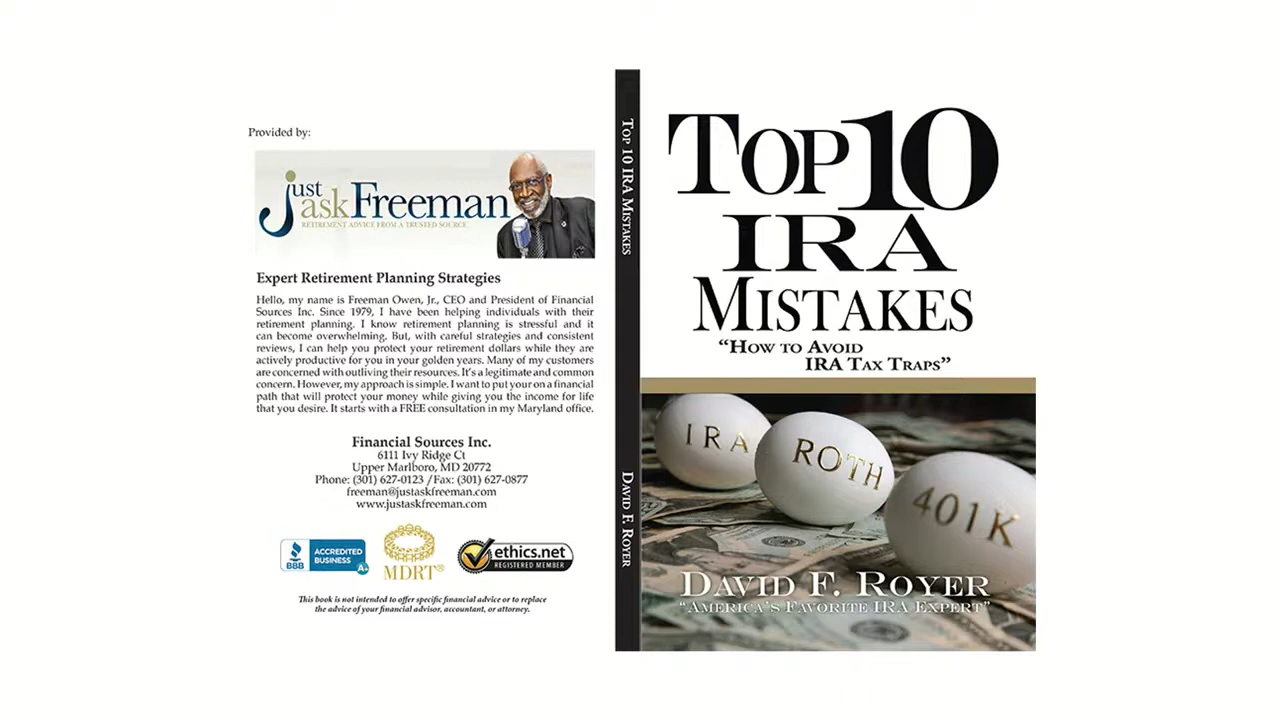 Provided by:
just
askFreeman
RETIREMENT ADVICE FROM A TRUSTED SOURCE
Expert Retirement Planning Strategies
Hello, my name is Freeman Owen, Jr., CEO and President of Financial
Sources Inc. Since 1979, I have been helping individuals with their
retirement planning. I know retirement planning is stressful and it
can become overwhelming. But, with careful strategies and consistent
reviews, I can help you protect your retirement dollars while they are
actively productive for you in your golden years. Many of my customers
are concerned with outliving their resources. It's a legitimate and common
concern. However, my approach is simple. I want to put your on a financial
path that will protect your money while giving you the income for life
that you desire. It starts with a FREE consultation in my Maryland office.
Financial Sources Inc.
6111 Ivy Ridge Ct
Upper Marlboro, MD 20772
Phone: (301) 627-0123 /Fax: (301) 627-0877
freeman@justaskfreeman.com
www.justaskfreeman.com
BBB
ACCREDITED
BUSINESS
A+
MDRT®
ethics.net
REGISTERED MEMBER
This book is not intended to offer specific financial advice or to replace
the advice of your financial advisor, accountant, or attorney.
TOP 10 IRA MISTAKES
DAVID F. ROYER
TOP 10
IRA
MISTAKES
"HOW TO AVOID
IRA TAX TRAPS"
IRA
ROTH
401K
DAVID F. ROYER
"AMERICA'S FAVORITE IRA EXPERT"